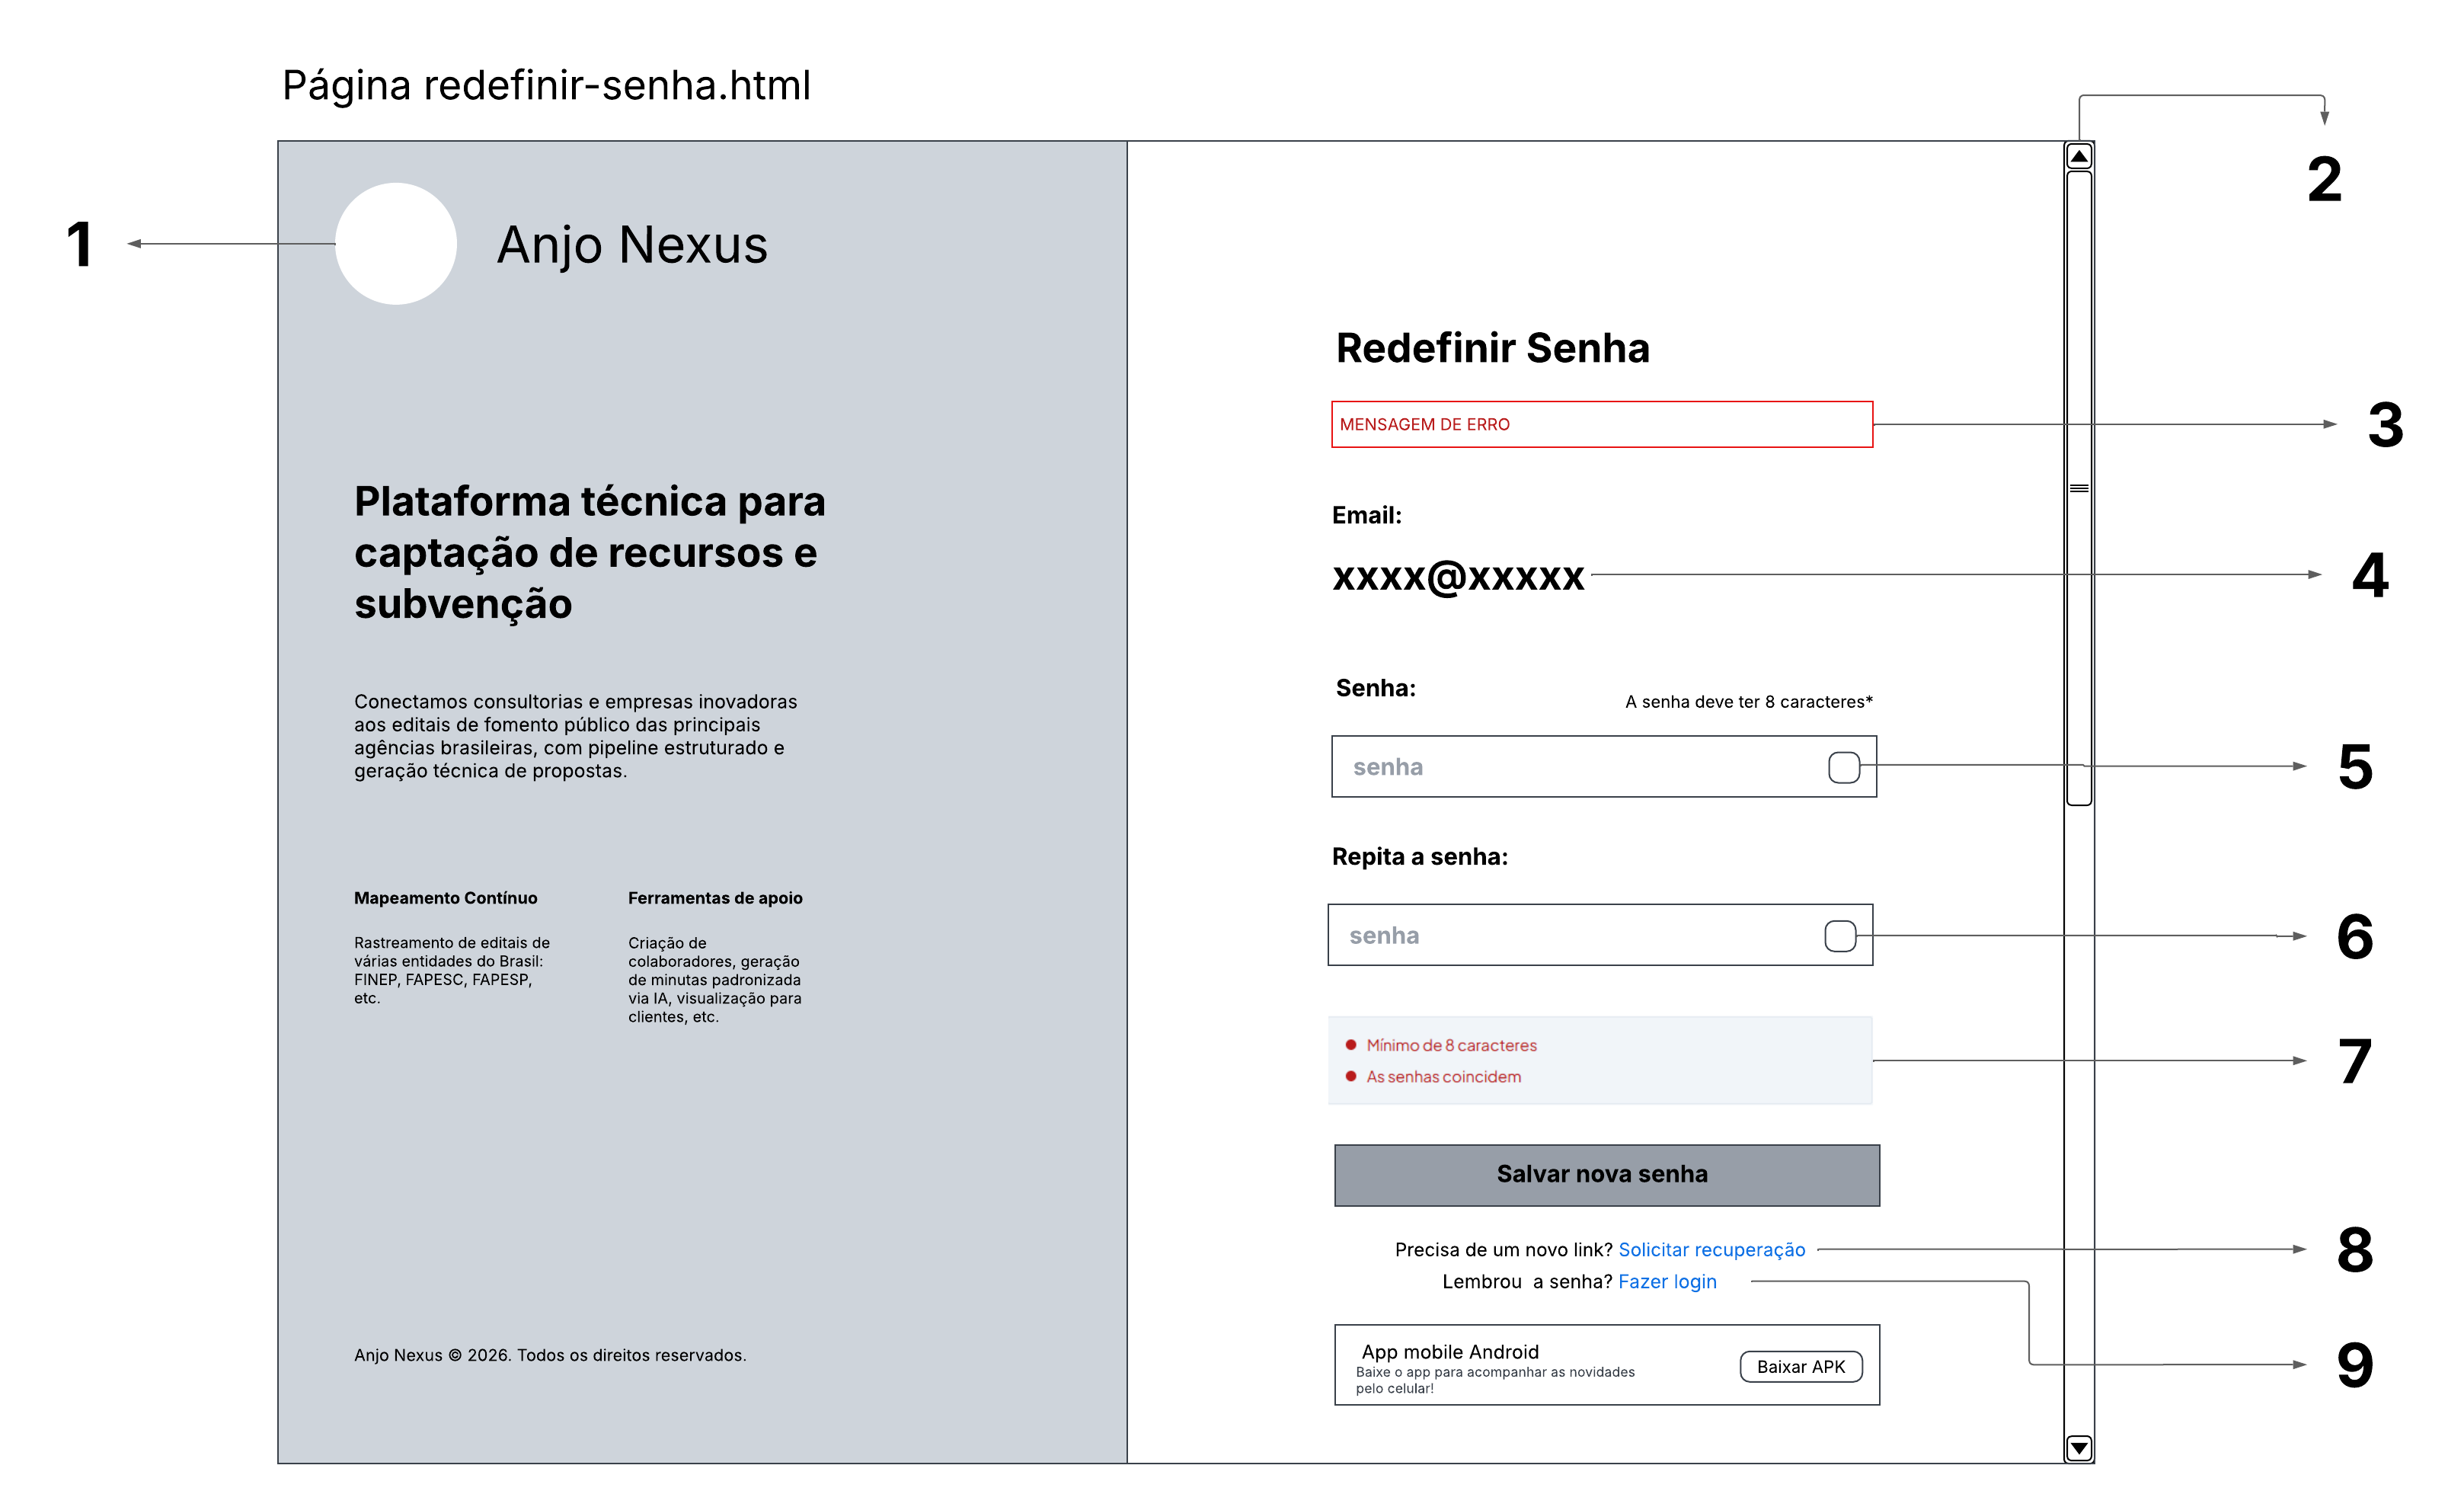 Página redefinir-senha.html
1
Anjo Nexus
Plataforma técnica para
captação de recursos e
subvenção
Conectamos consultorias e empresas inovadoras
aos editais de fomento público das principais
agências brasileiras, com pipeline estruturado e
geração técnica de propostas.
Mapeamento Contínuo
Rastreamento de editais de
várias entidades do Brasil:
FINEP, FAPESC, FAPESP,
etc.
Ferramentas de apoio
Criação de
colaboradores, geração
de minutas padronizada
via IA, visualização para
clientes, etc.
Anjo Nexus © 2026. Todos os direitos reservados.
2
Redefinir Senha
MENSAGEM DE ERRO
3
Email:
xxxx@xxxxx
4
Senha:
A senha deve ter 8 caracteres*
senha
5
Repita a senha:
senha
6
Mínimo de 8 caracteres
As senhas coincidem
7
Salvar nova senha
Precisa de um novo link? Solicitar recuperação
8
Lembrou  a senha? Fazer login
9
App mobile Android
Baixe o app para acompanhar as novidades
pelo celular!
Baixar APK